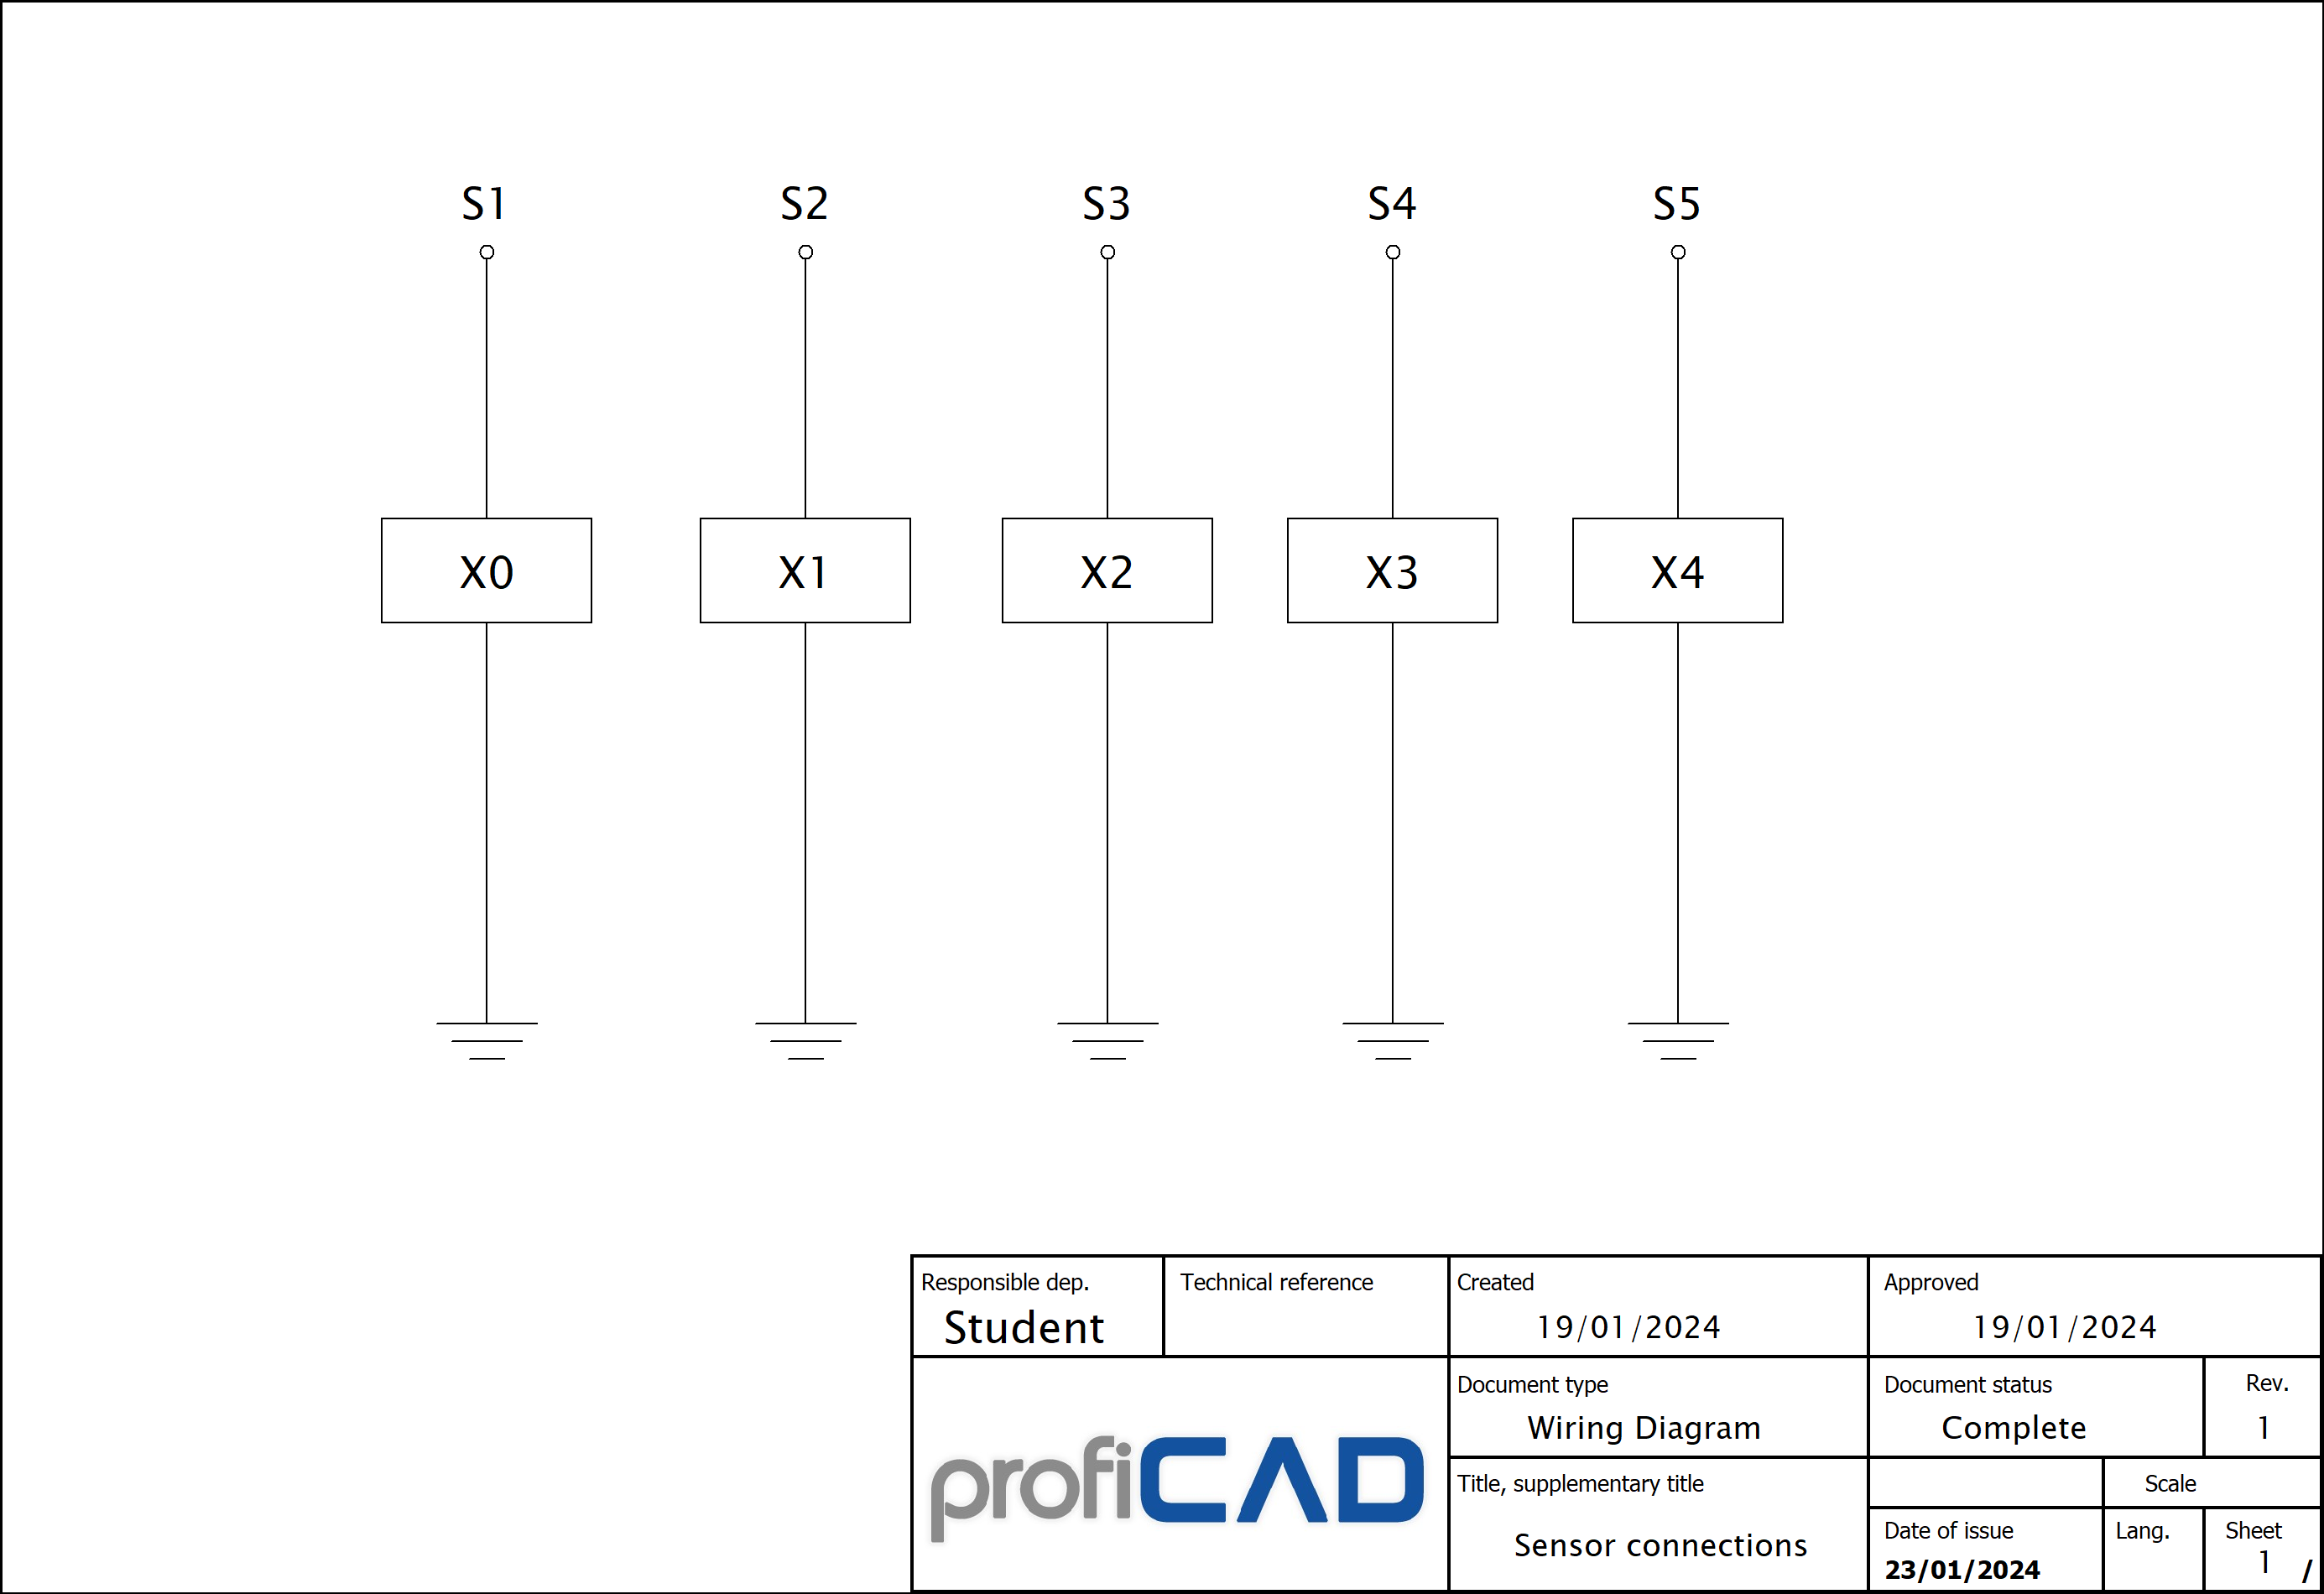 S1 S2 S3 S4 S5
X0 X1 X2 X3 X4
Responsible dep. Technical reference Created Approved
Student 19/01/2024 19/01/2024
Document type Document status Rev.
Wiring Diagram Complete 1
profiCAD
Title, supplementary title Scale
Sensor connections
Date of issue Lang. Sheet
23/01/2024 1 /